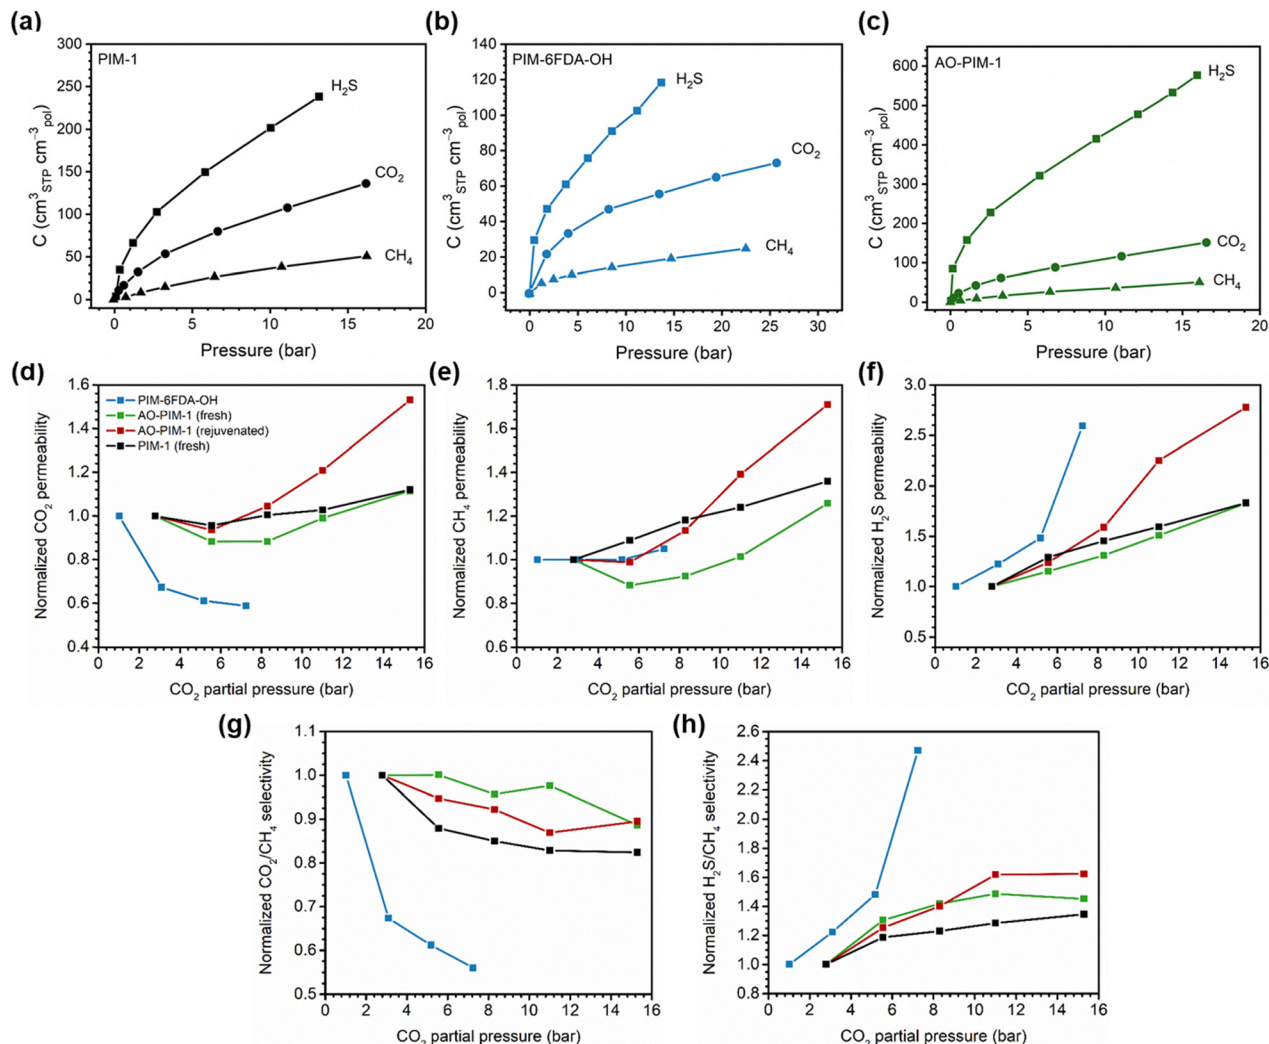 (a)
300
250
200
150
100
50
0
PIM-1
H₂S
CO₂
CH₄
0 5 10 15 20
Pressure (bar)
C (cm³ STP cm⁻³ pol)
(b)
140
120
100
80
60
40
20
0
PIM-6FDA-OH
H₂S
CO₂
CH₄
0 5 10 15 20 25 30
Pressure (bar)
C (cm³ STP cm⁻³ pol)
(c)
600
500
400
300
200
100
0
AO-PIM-1
H₂S
CO₂
CH₄
0 5 10 15 20
Pressure (bar)
C (cm³ STP cm⁻³ pol)
(d)
1.6
1.4
1.2
1.0
0.8
0.6
0.4
PIM-6FDA-OH
AO-PIM-1 (fresh)
AO-PIM-1 (rejuvenated)
PIM-1 (fresh)
0 2 4 6 8 10 12 14 16
CO₂ partial pressure (bar)
Normalized CO₂ permeability
(e)
1.8
1.6
1.4
1.2
1.0
0.8
0.6
0 2 4 6 8 10 12 14 16
CO₂ partial pressure (bar)
Normalized CH₄ permeability
(f)
3.0
2.5
2.0
1.5
1.0
0.5
0 2 4 6 8 10 12 14 16
CO₂ partial pressure (bar)
Normalized H₂S permeability
(g)
1.1
1.0
0.9
0.8
0.7
0.6
0.5
0 2 4 6 8 10 12 14 16
CO₂ partial pressure (bar)
Normalized CO₂/CH₄ selectivity
(h)
2.6
2.4
2.2
2.0
1.8
1.6
1.4
1.2
1.0
0.8
0 2 4 6 8 10 12 14 16
CO₂ partial pressure (bar)
Normalized H₂S/CH₄ selectivity